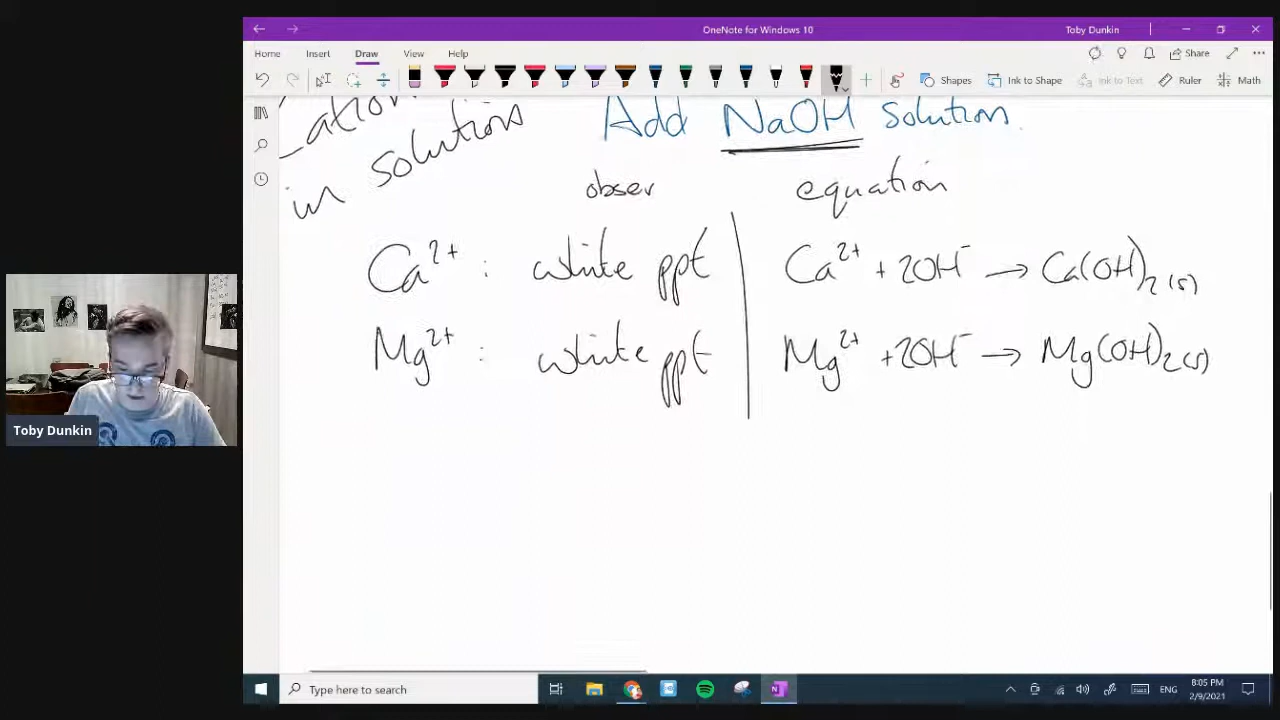 OneNote for Windows 10
Toby Dunkin
Home Insert Draw View Help
Share
Shapes
Ink to Shape
Ink to Text
Ruler
Math
in solutions
Add NaOH solution
obser equation
Ca²⁺ : white ppt Ca²⁺ + 2OH⁻ → Ca(OH)₂ (s)
Mg²⁺ : white ppt Mg²⁺ + 2OH⁻ → Mg(OH)₂ (s)
Toby Dunkin
Type here to search
ENG
8:05 PM
2/9/2021